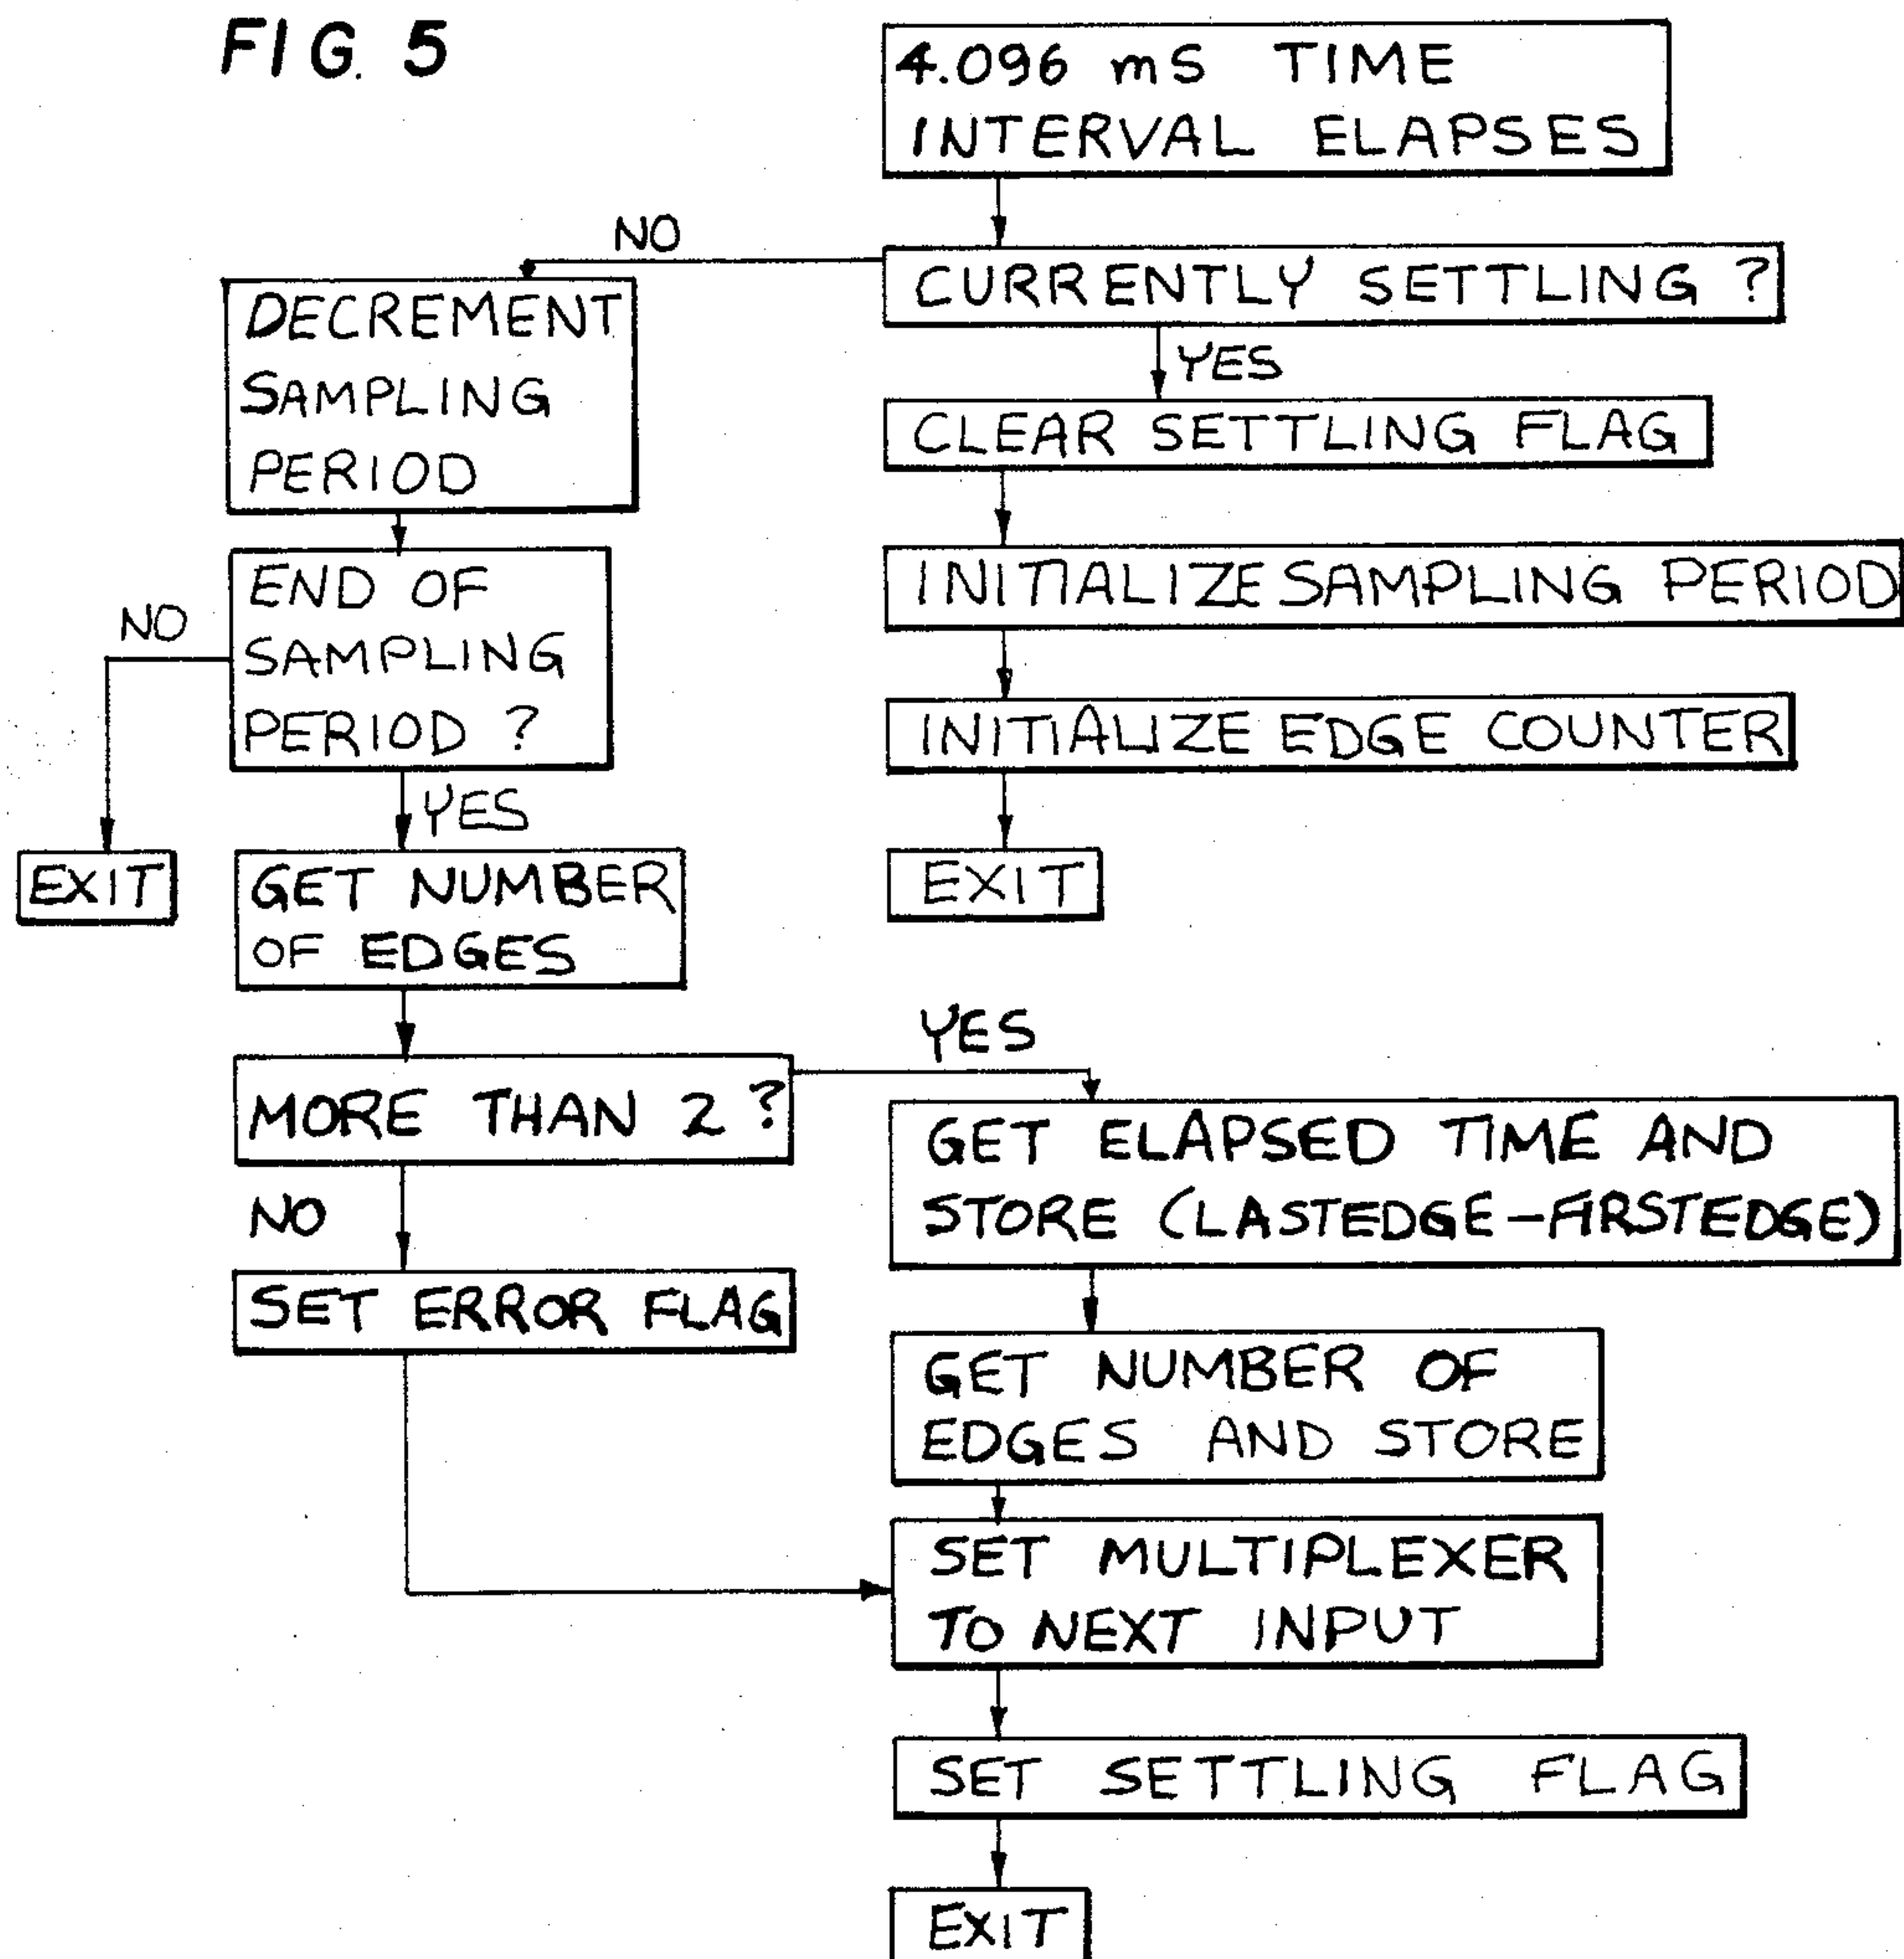 FIG. 5
4.096 mS TIME
INTERVAL ELAPSES
NO
CURRENTLY SETTLING ?
YES
DECREMENT
SAMPLING
PERIOD
CLEAR SETTLING FLAG
INITIALIZE SAMPLING PERIOD
INITIALIZE EDGE COUNTER
EXIT
END OF
SAMPLING
PERIOD ?
NO
EXIT
YES
GET NUMBER
OF EDGES
MORE THAN 2 ?
YES
NO
SET ERROR FLAG
GET ELAPSED TIME AND
STORE (LASTEDGE-FIRSTEDGE)
GET NUMBER OF
EDGES AND STORE
SET MULTIPLEXER
TO NEXT INPUT
SET SETTLING FLAG
EXIT